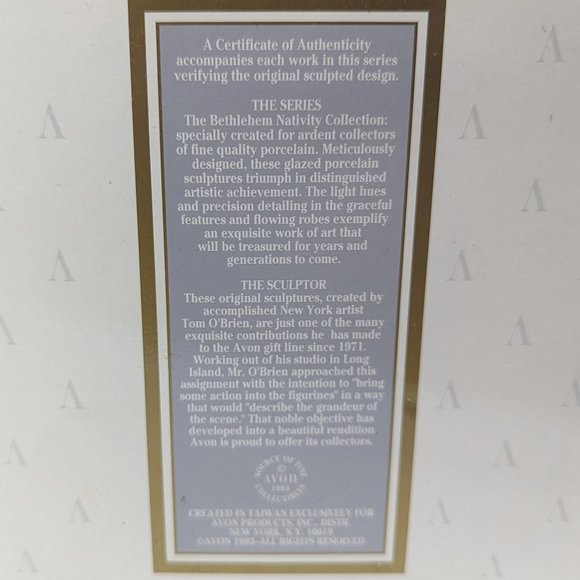 A Certificate of Authenticity
accompanies each work in this series
verifying the original sculpted design.
THE SERIES
The Bethlehem Nativity Collection:
specially created for ardent collectors
of fine quality porcelain. Meticulously
designed, these glazed porcelain
sculptures triumph in distinguished
artistic achievement. The light hues
and precision detailing in the graceful
features and flowing robes exemplify
an exquisite work of art that
will be treasured for years and
generations to come.
THE SCULPTOR
These original sculptures, created by
accomplished New York artist
Tom O'Brien, are just one of the many
exquisite contributions he has made
to the Avon gift line since 1971.
Working out of his studio in Long
Island, Mr. O'Brien approached this
assignment with the intention to "bring
some action into the figurines" in a way
that would "describe the grandeur of
the scene." That noble objective has
developed into a beautiful rendition
Avon is proud to offer its collectors.
SOURCE OF FINE
©
AVON
1993
COLLECTIBLES
CREATED IN TAIWAN EXCLUSIVELY FOR
AVON PRODUCTS, INC., DISTR.
NEW YORK, N.Y. 10019
©AVON 1993-ALL RIGHTS RESERVED.